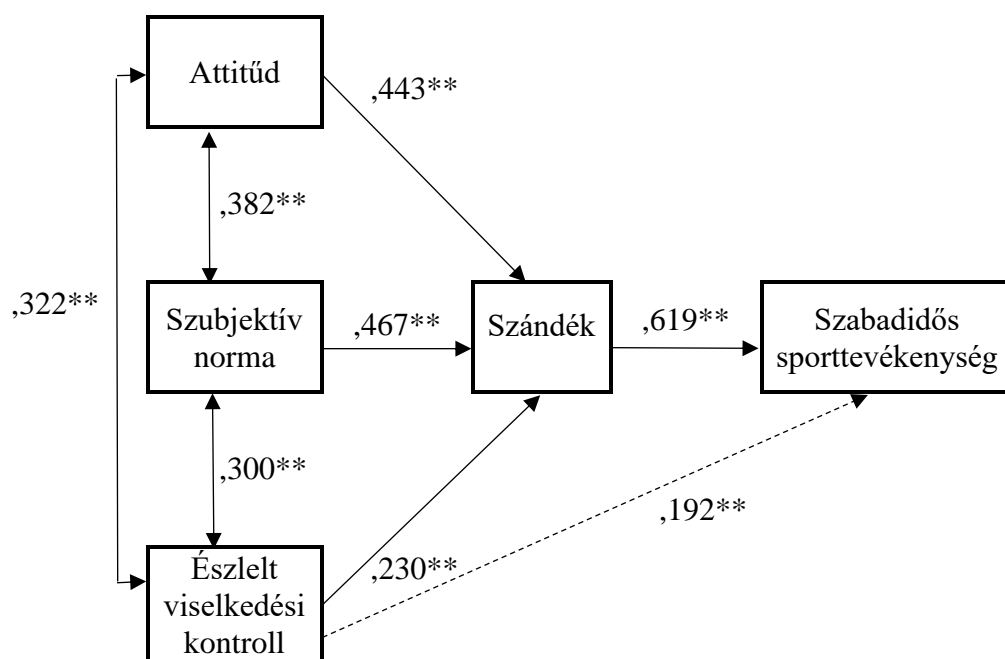 Attitűd
,443**
,382**
,322**
Szubjektív
norma
,467**
Szándék
,619**
Szabadidős
sporttevékenység
,300**
,192**
Észlelt
viselkedési
kontroll
,230**